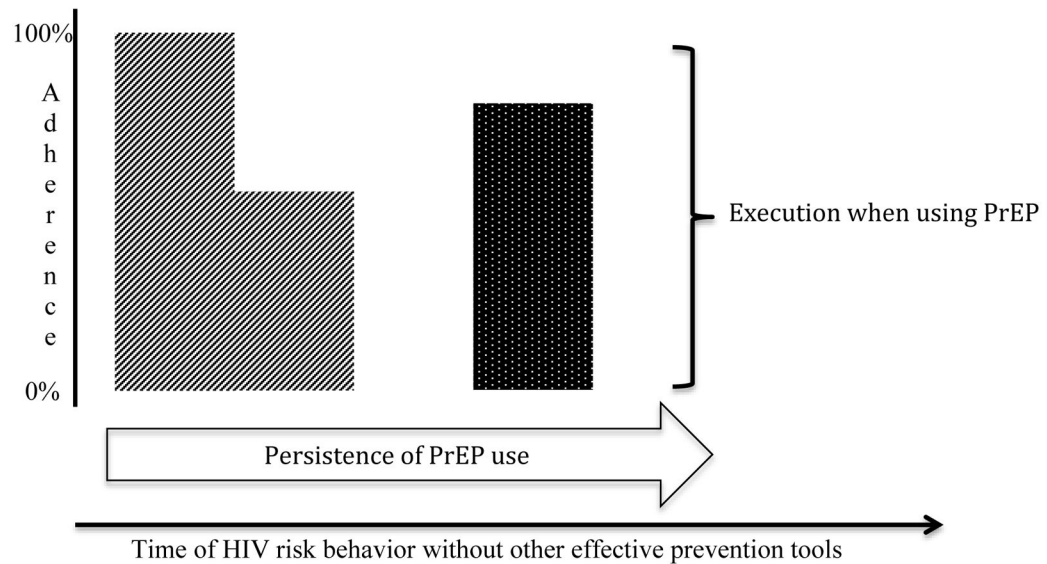 100%
Adherence
0%
Execution when using PrEP
Persistence of PrEP use
Time of HIV risk behavior without other effective prevention tools